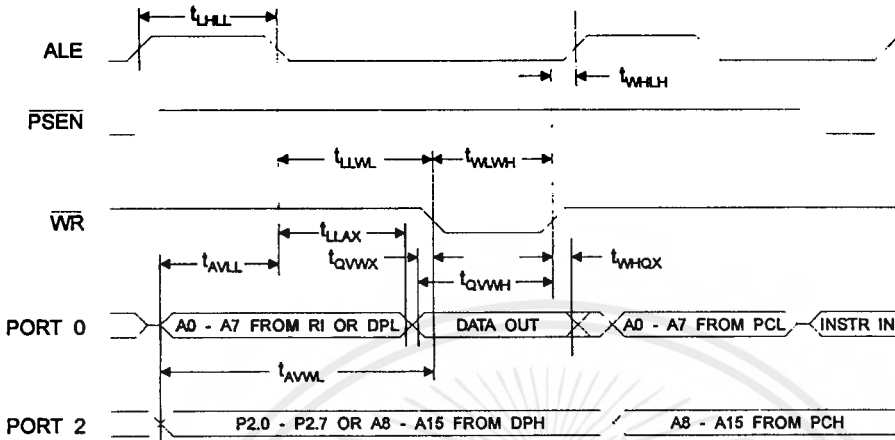 tLHLL
ALE
tWHLH
PSEN
tLLWL tWLWH
WR
tLLAX
tAVLL tQVWX tWHQX
tQVWH
PORT 0 A0 - A7 FROM RI OR DPL DATA OUT A0 - A7 FROM PCL INSTR IN
tAVWL
PORT 2 P2.0 - P2.7 OR A8 - A15 FROM DPH A8 - A15 FROM PCH